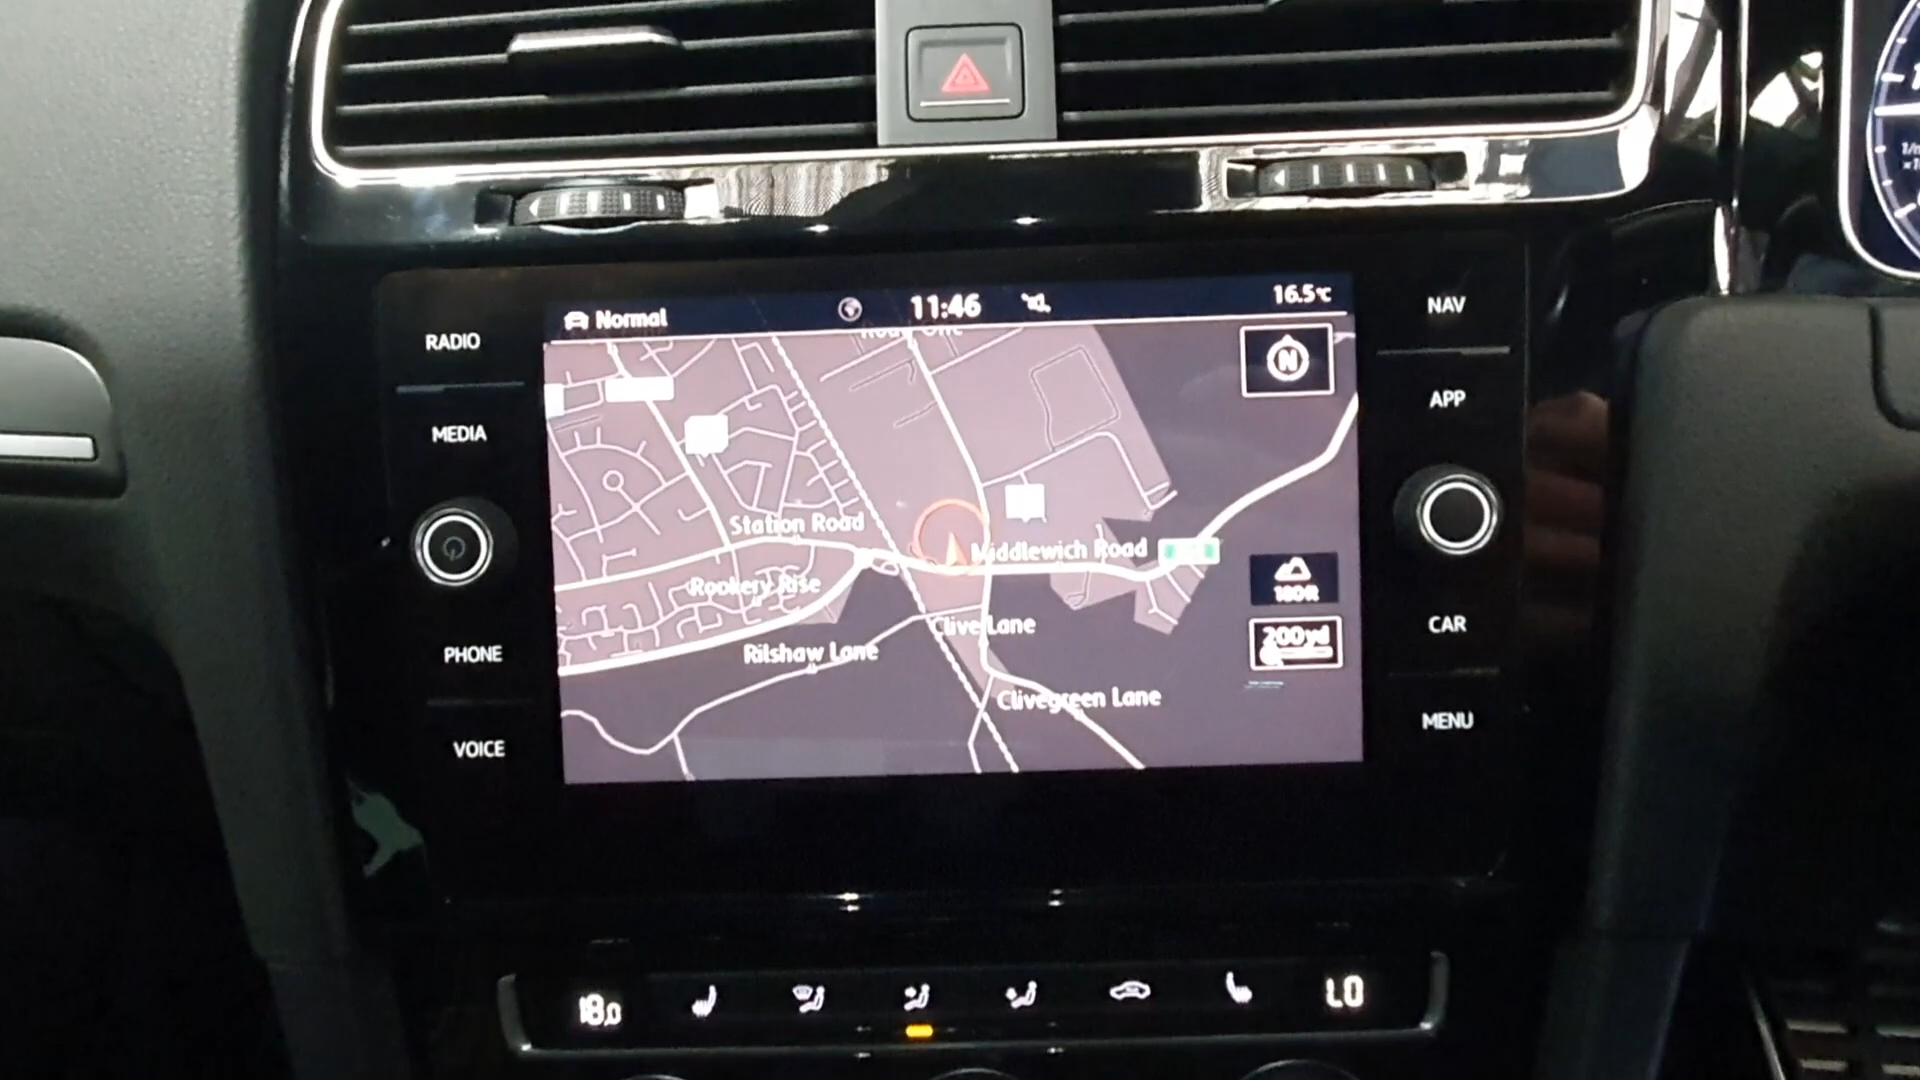 Normal
11:46
16.5°C
N
RADIO
MEDIA
PHONE
VOICE
NAV
APP
CAR
MENU
Station Road
Middlewich Road
Rookery Rise
Clive Lane
Rilshaw Lane
Clivegreen Lane
180ft
200yd
18.0
LO